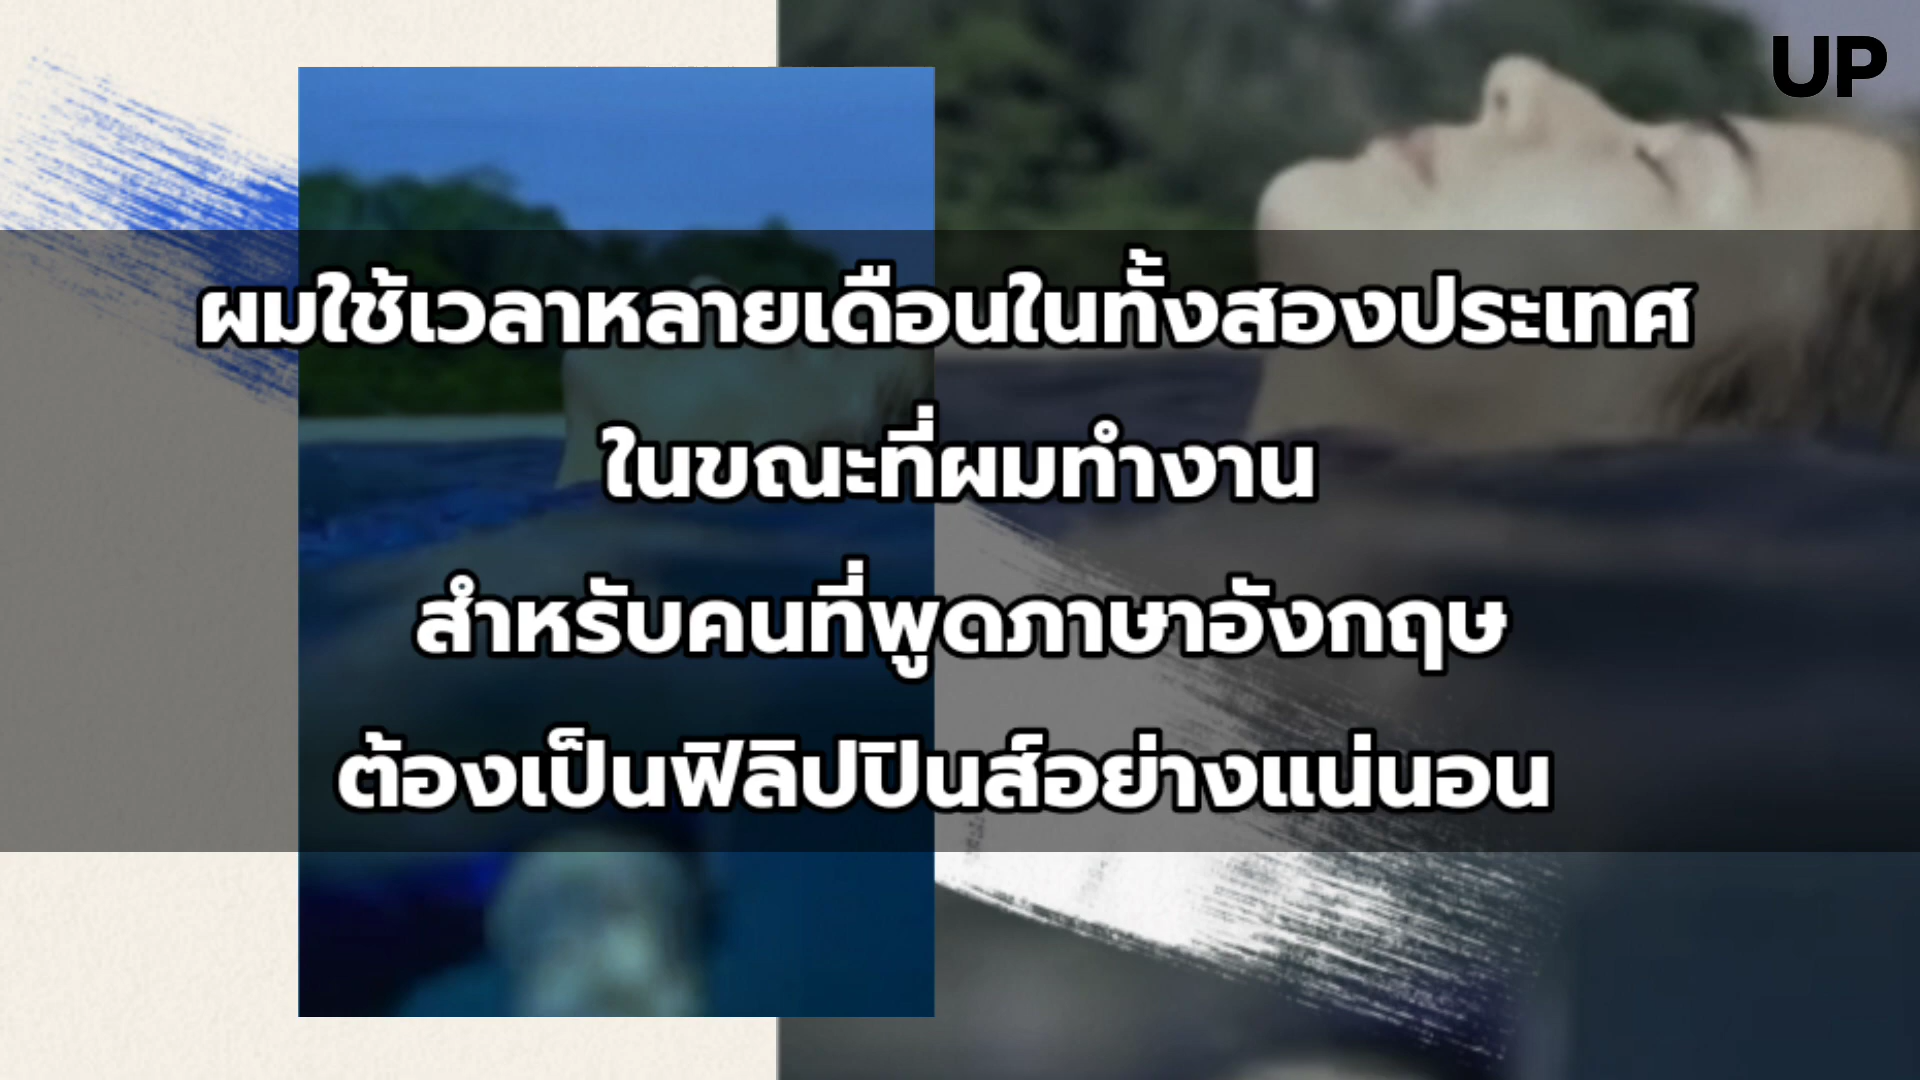 UP
ผมใช้เวลาหลายเดือนในทั้งสองประเทศ
ในขณะที่ผมทำงาน
สำหรับคนที่พูดภาษาอังกฤษ
ต้องเป็นฟิลิปปินส์อย่างแน่นอน